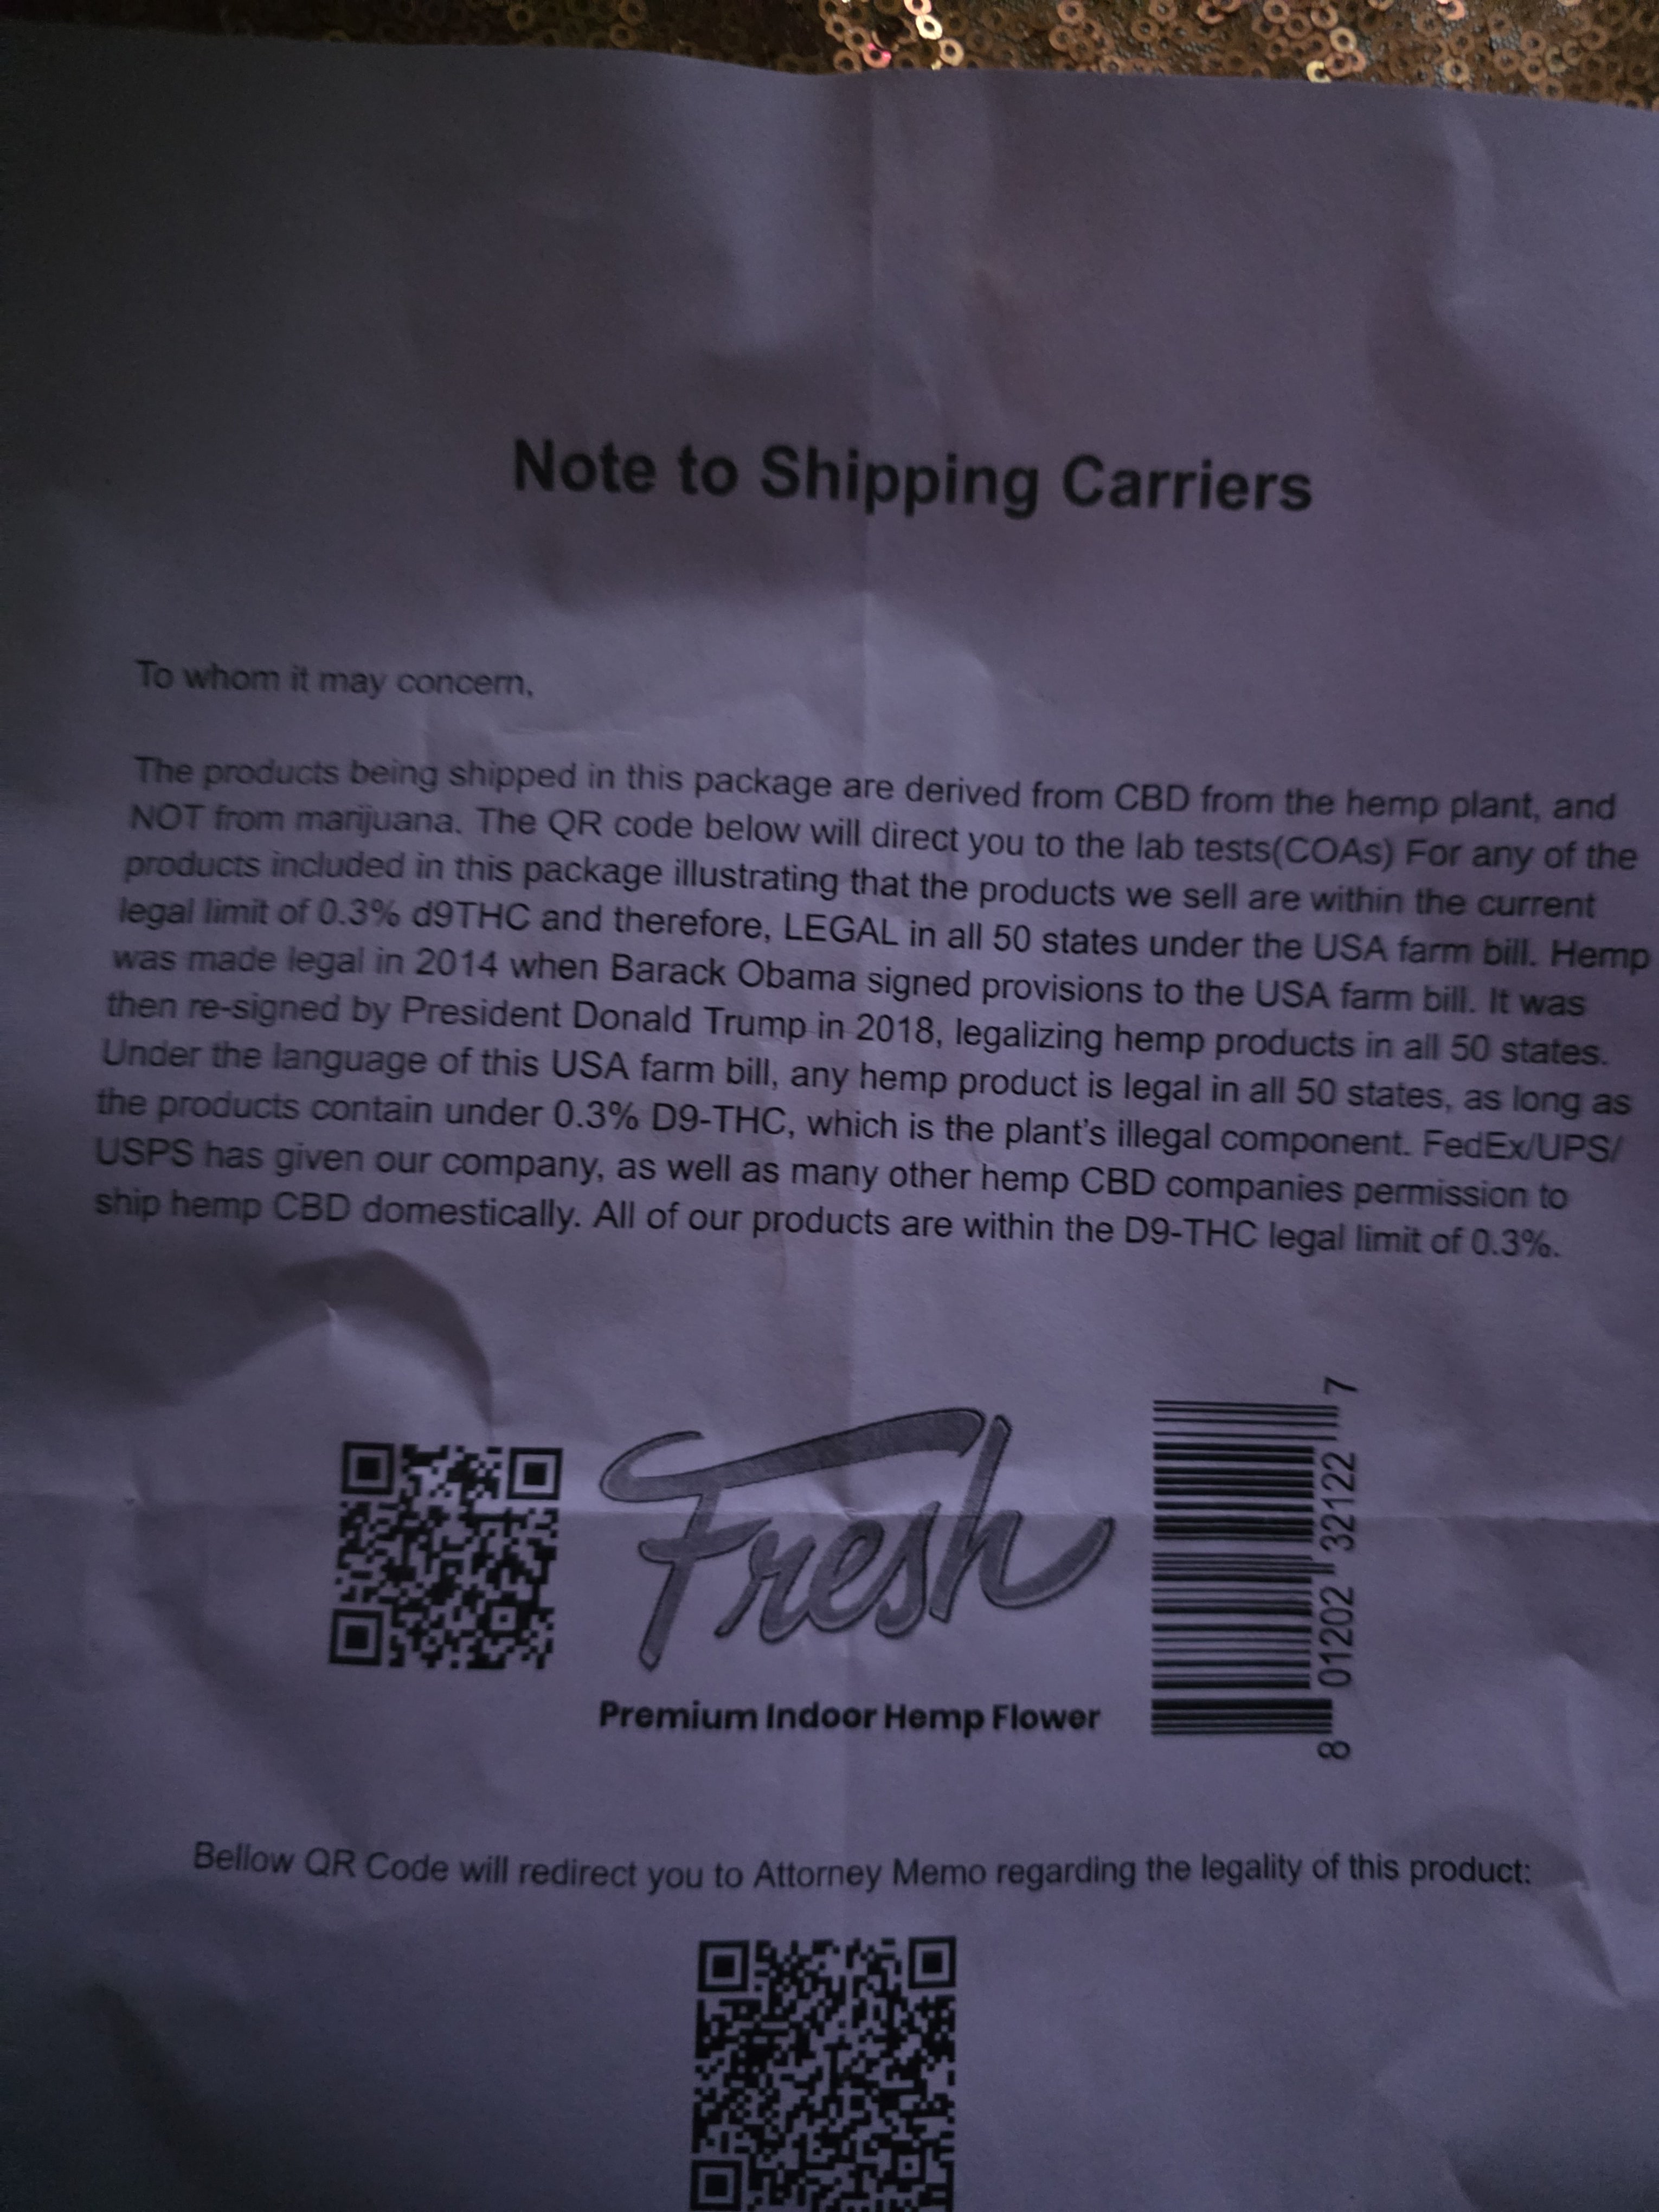 Note to Shipping Carriers
To whom it may concern,
The products being shipped in this package are derived from CBD from the hemp plant, and
NOT from marijuana. The QR code below will direct you to the lab tests(COAs) For any of the
products included in this package illustrating that the products we sell are within the current
legal limit of 0.3% d9THC and therefore, LEGAL in all 50 states under the USA farm bill. Hemp
was made legal in 2014 when Barack Obama signed provisions to the USA farm bill. It was
then re-signed by President Donald Trump in 2018, legalizing hemp products in all 50 states.
Under the language of this USA farm bill, any hemp product is legal in all 50 states, as long as
the products contain under 0.3% D9-THC, which is the plant's illegal component. FedEx/UPS/
USPS has given our company, as well as many other hemp CBD companies permission to
ship hemp CBD domestically. All of our products are within the D9-THC legal limit of 0.3%.
Fresh
Premium Indoor Hemp Flower
8 01202 32122 7
Bellow QR Code will redirect you to Attorney Memo regarding the legality of this product: